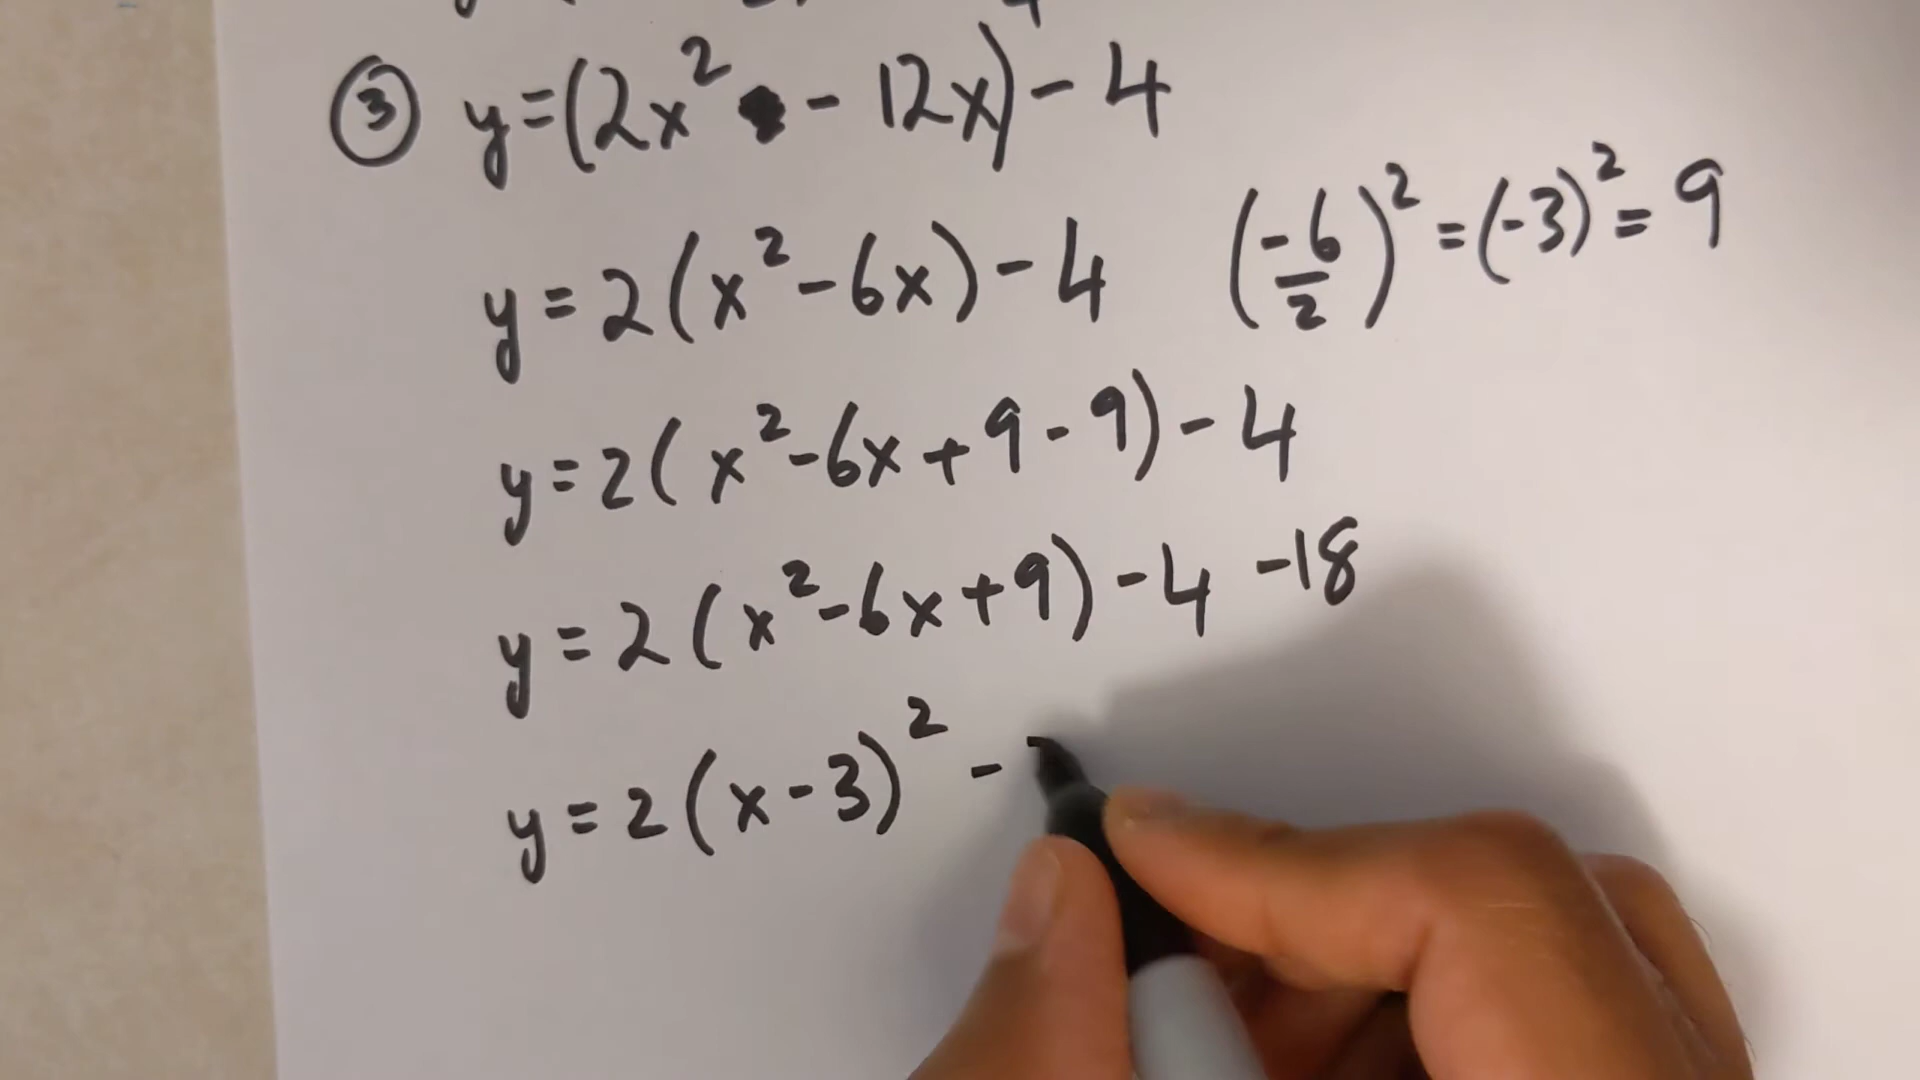 ③ y=(2x² - 12x) - 4
y = 2(x² - 6x) - 4 (-6/2)² = (-3)² = 9
y = 2(x² - 6x + 9 - 9) - 4
y = 2(x² - 6x + 9) - 4 - 18
y = 2(x - 3)² -